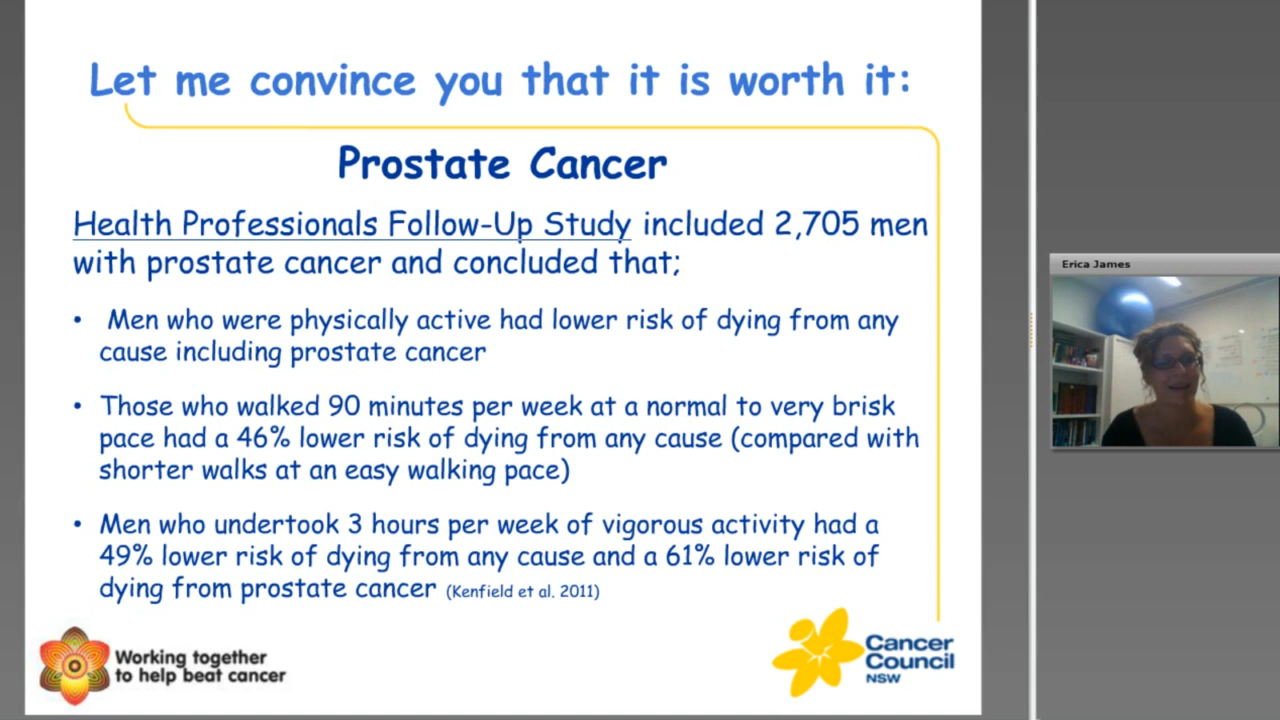 Let me convince you that it is worth it:
Prostate Cancer
Health Professionals Follow-Up Study included 2,705 men
with prostate cancer and concluded that;
• Men who were physically active had lower risk of dying from any
cause including prostate cancer
• Those who walked 90 minutes per week at a normal to very brisk
pace had a 46% lower risk of dying from any cause (compared with
shorter walks at an easy walking pace)
• Men who undertook 3 hours per week of vigorous activity had a
49% lower risk of dying from any cause and a 61% lower risk of
dying from prostate cancer (Kenfield et al. 2011)
Working together
to help beat cancer
Cancer
Council
NSW
Erica James